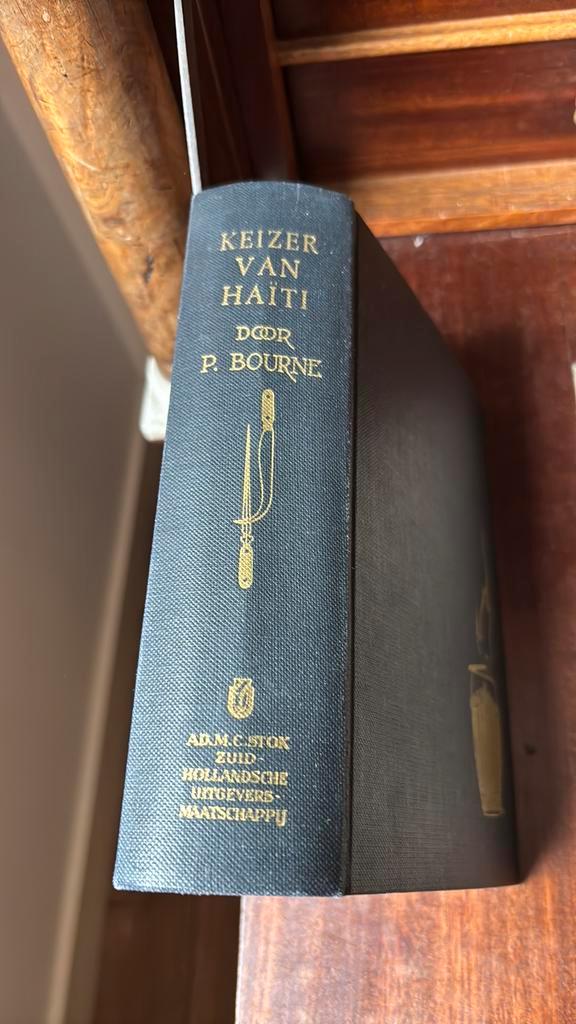 KEIZER
VAN
HAÏTI
DOOR
P. BOURNE
AD. M. C. STOK
ZUID
HOLLANDSCHE
UITGEVERS-
MAATSCHAPPIJ